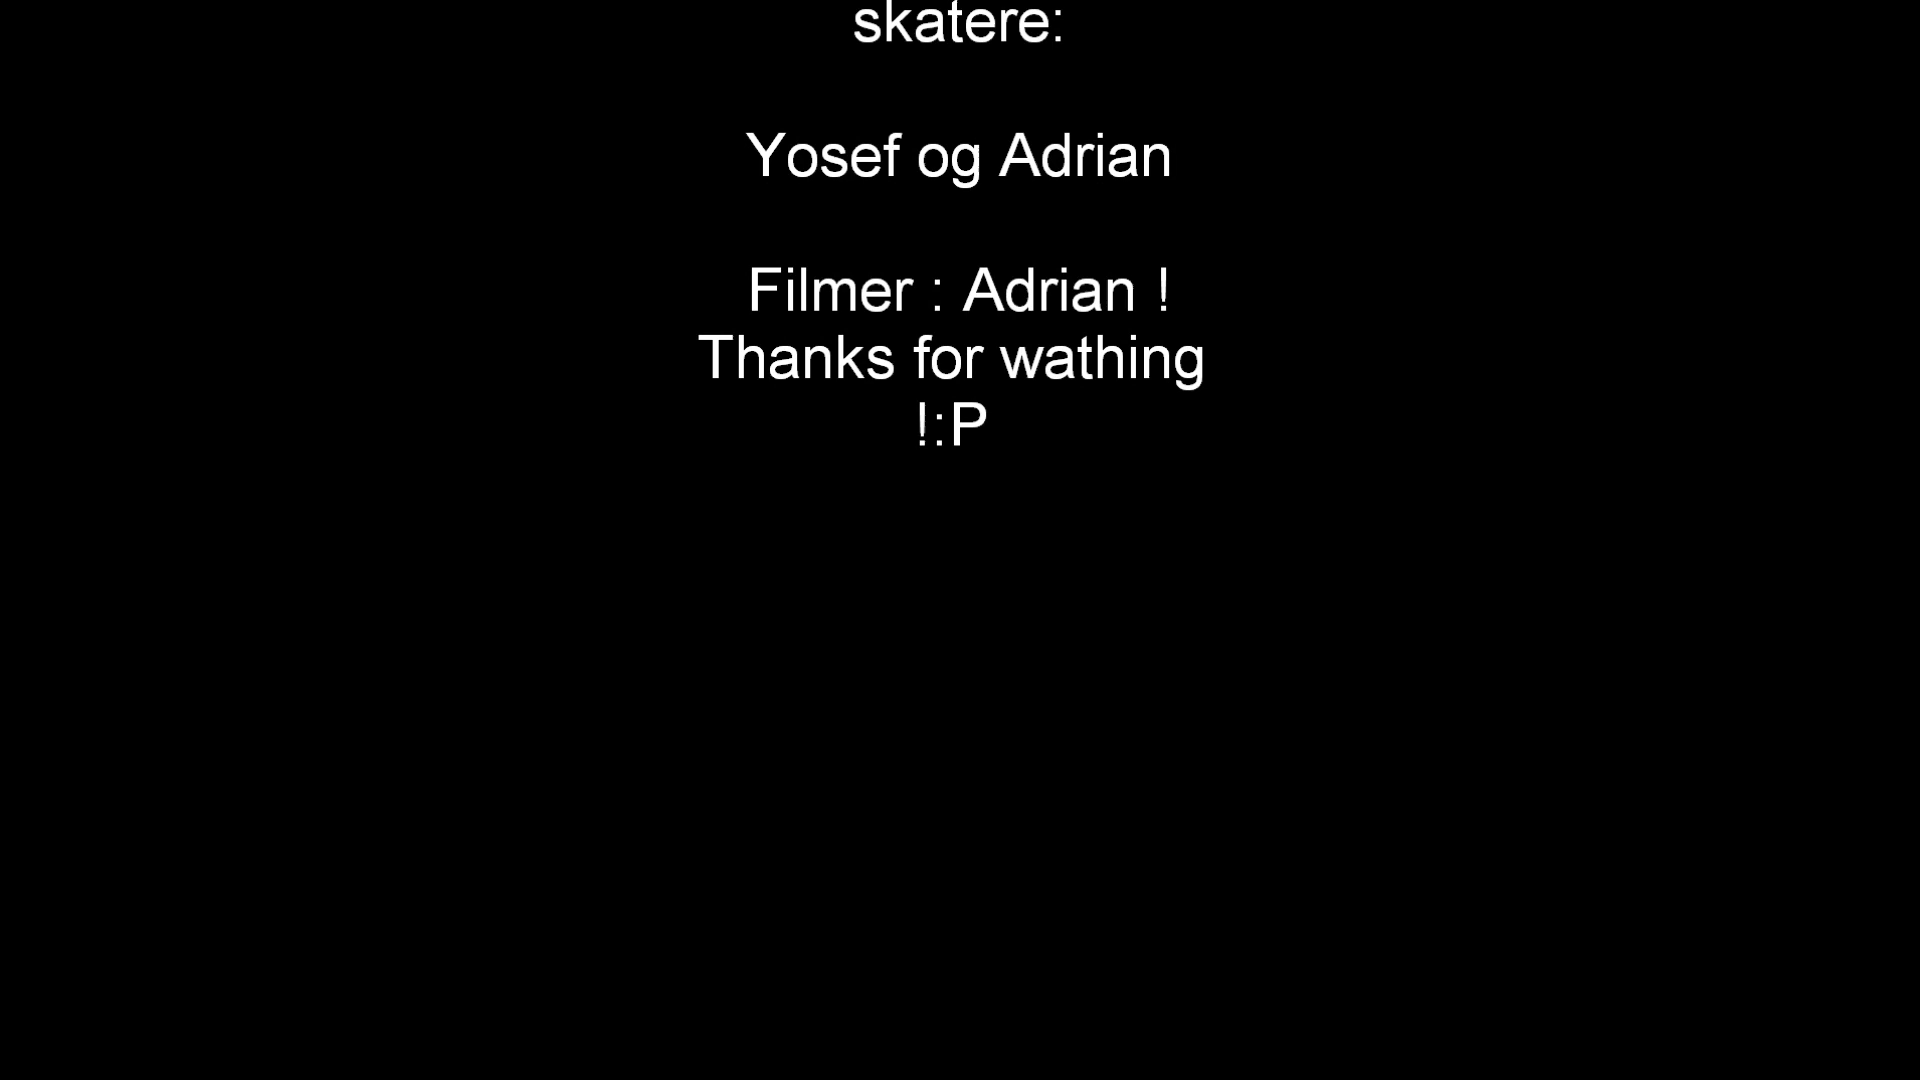 skatere:
Yosef og Adrian
Filmer : Adrian !
Thanks for wathing
!:P